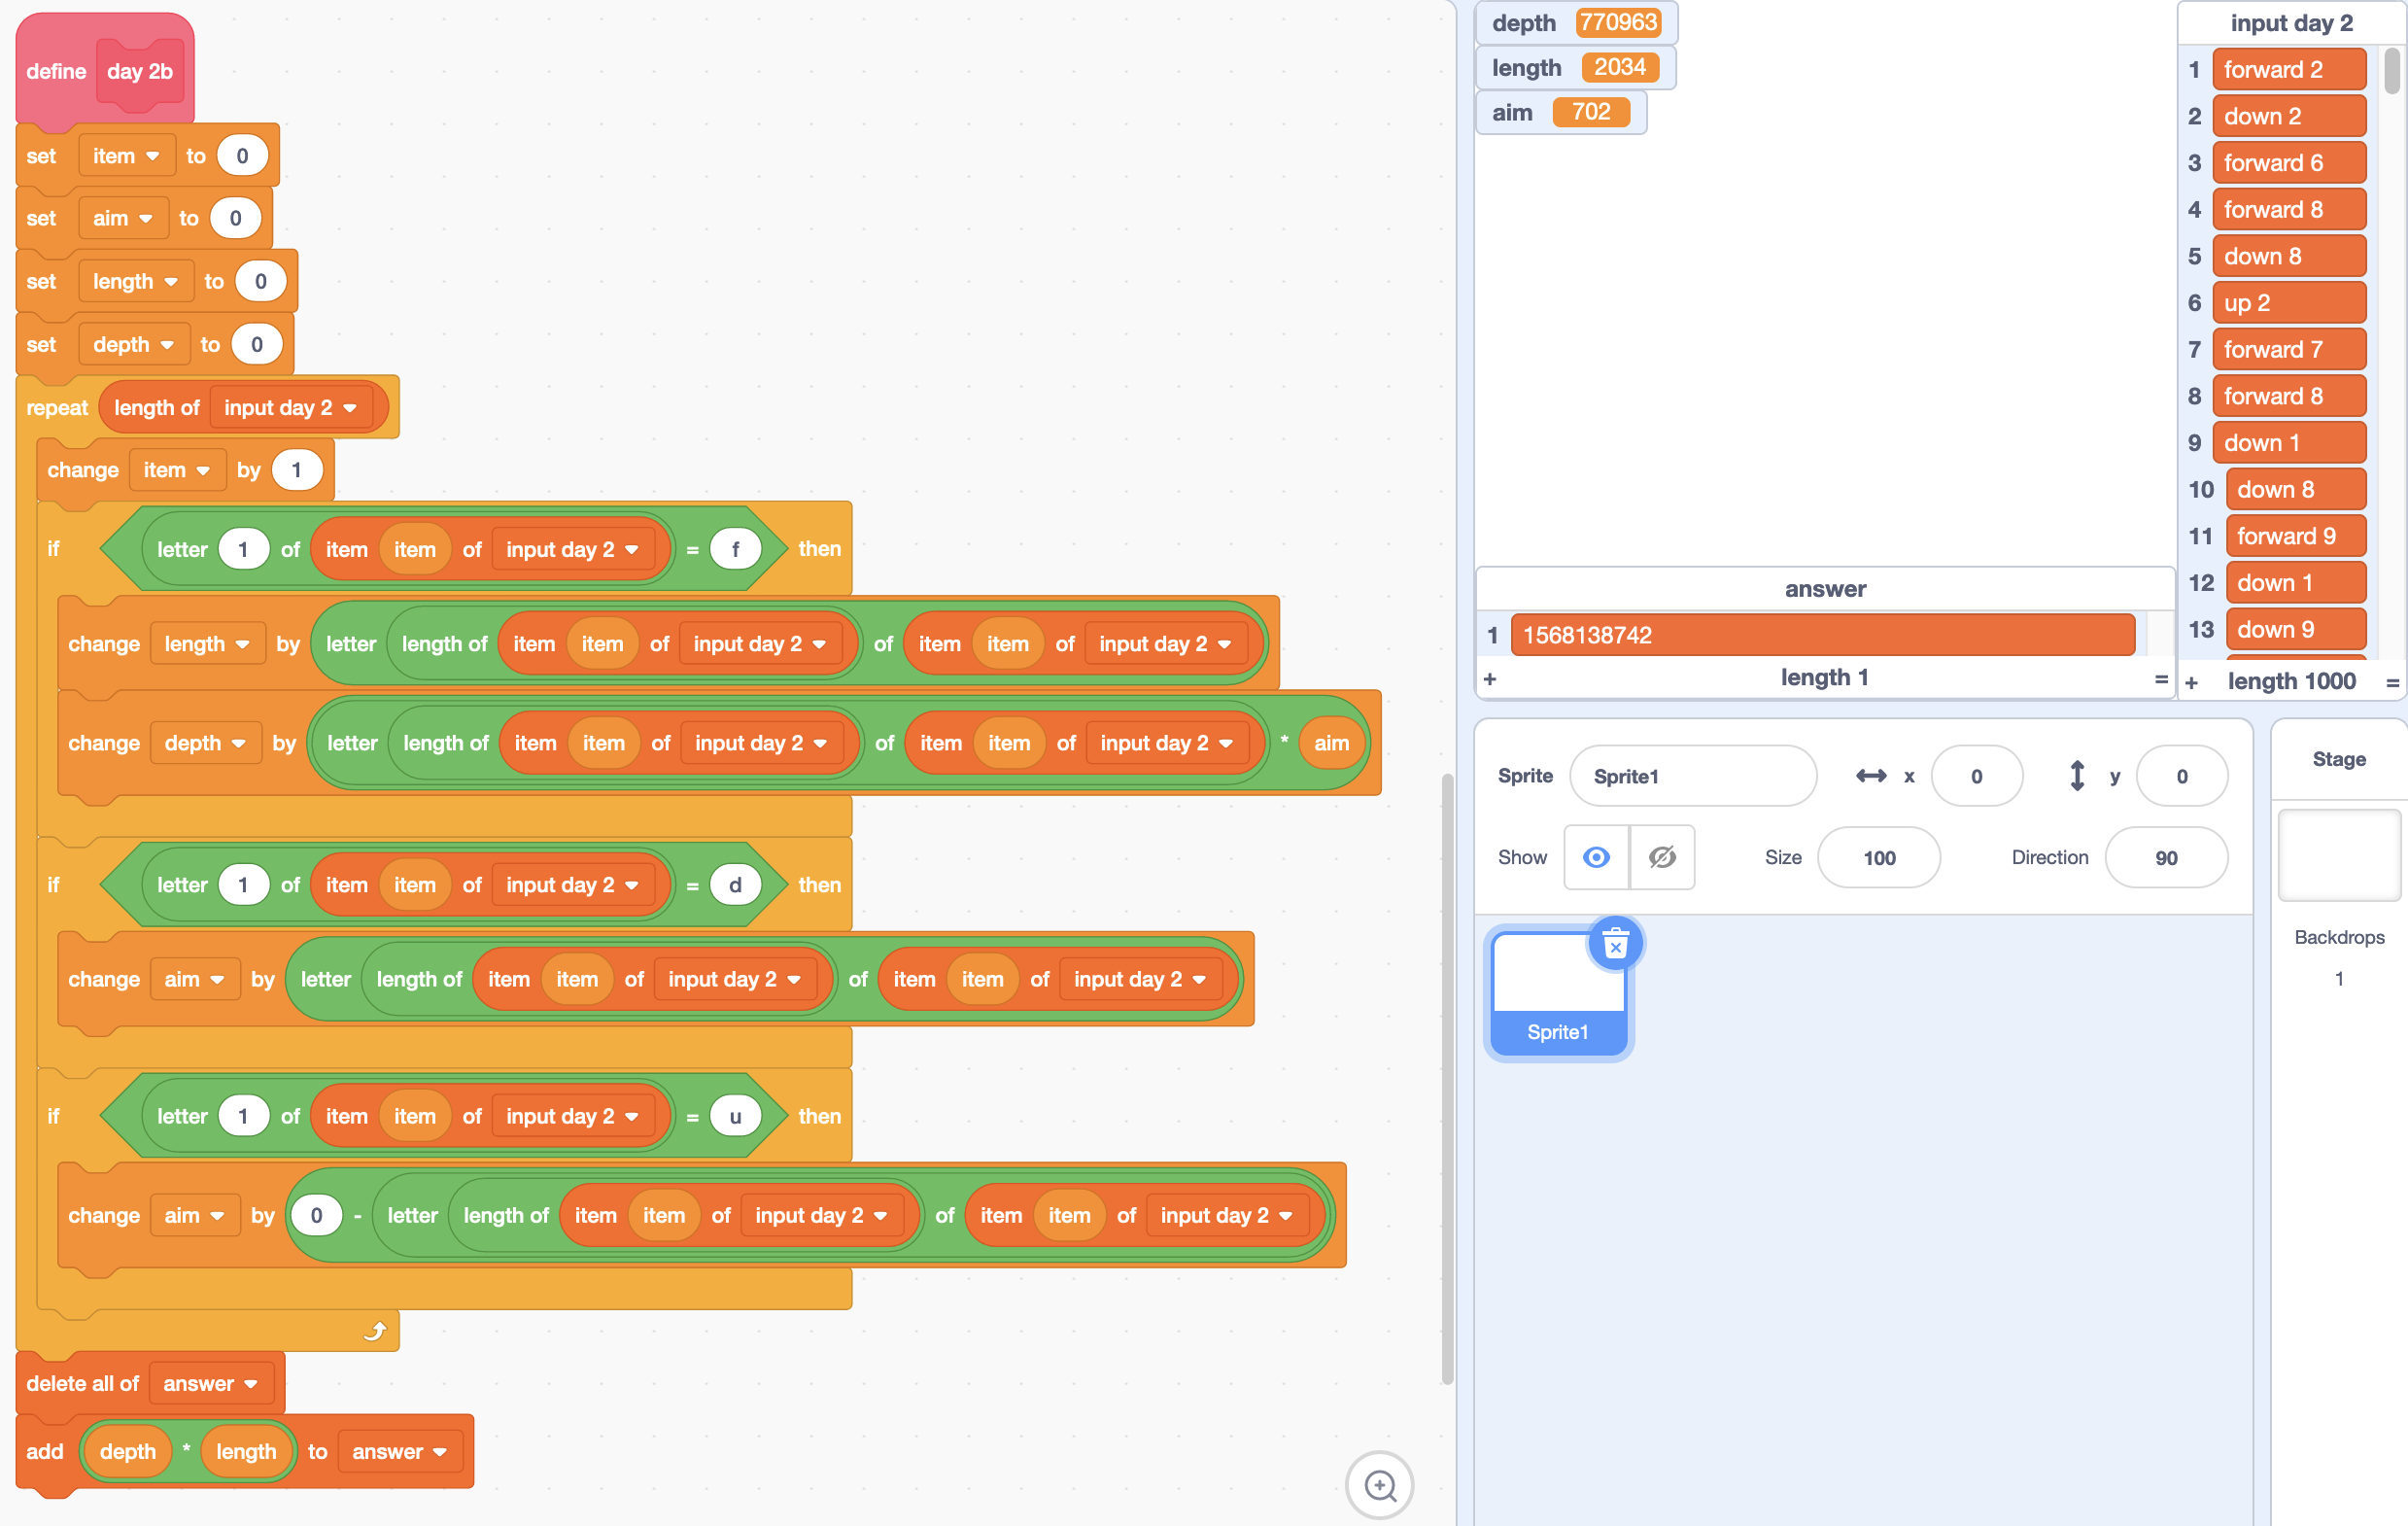 define day 2b
set item to 0
set aim to 0
set length to 0
set depth to 0
repeat length of input day 2
change item by 1
if letter 1 of item item of input day 2 = f then
change length by letter length of item item of input day 2 of item item of input day 2
change depth by letter length of item item of input day 2 of item item of input day 2 * aim
if letter 1 of item item of input day 2 = d then
change aim by letter length of item item of input day 2 of item item of input day 2
if letter 1 of item item of input day 2 = u then
change aim by 0 - letter length of item item of input day 2 of item item of input day 2
delete all of answer
add depth * length to answer
depth 770963
length 2034
aim 702
answer
1 1568138742
+ length 1 =
input day 2
1 forward 2
2 down 2
3 forward 6
4 forward 8
5 down 8
6 up 2
7 forward 7
8 forward 8
9 down 1
10 down 8
11 forward 9
12 down 1
13 down 9
+ length 1000 =
Sprite Sprite1 x 0 y 0
Show Size 100 Direction 90
Sprite1
Stage
Backdrops
1